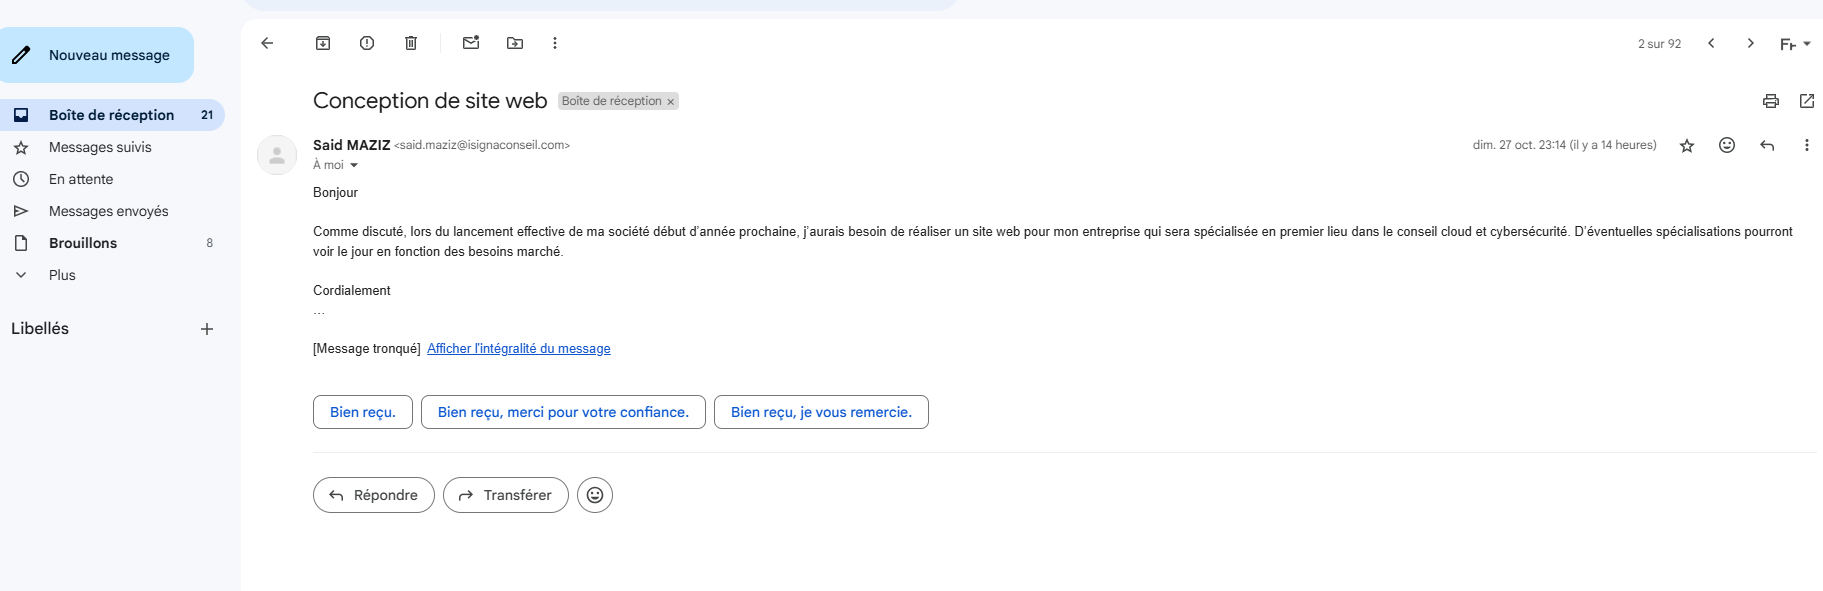 Nouveau message
Boîte de réception 21
Messages suivis
En attente
Messages envoyés
Brouillons 8
Plus
Libellés
2 sur 92
Fr
Conception de site web Boîte de réception ×
Said MAZIZ <said.maziz@isignaconseil.com> dim. 27 oct. 23:14 (il y a 14 heures)
À moi
Bonjour
Comme discuté, lors du lancement effective de ma société début d’année prochaine, j’aurais besoin de réaliser un site web pour mon entreprise qui sera spécialisée en premier lieu dans le conseil cloud et cybersécurité. D’éventuelles spécialisations pourront
voir le jour en fonction des besoins marché.
Cordialement
…
[Message tronqué] Afficher l'intégralité du message
Bien reçu. Bien reçu, merci pour votre confiance. Bien reçu, je vous remercie.
Répondre Transférer